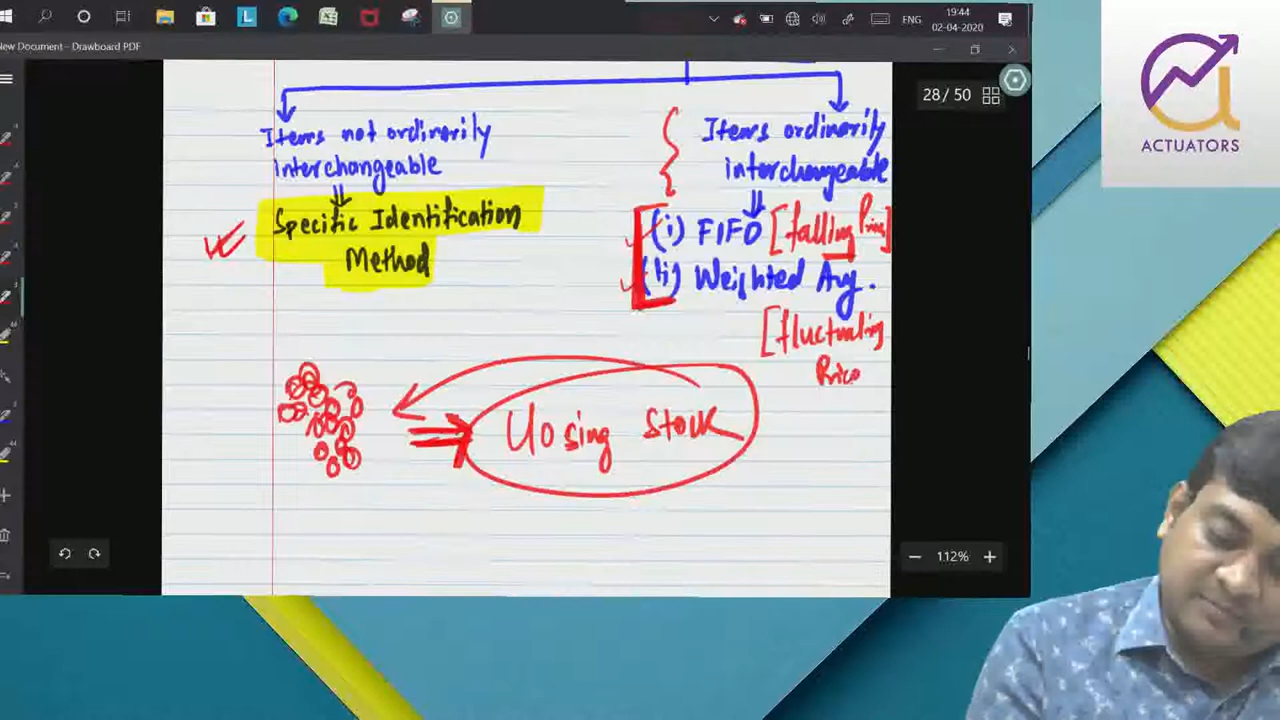 19:44
ENG
02-04-2020
New Document - Drawboard PDF
28 / 50
ACTUATORS
Items not ordinarily
interchangeable
Specific Identification
Method
Items ordinarily
interchangeable
(i) FIFO [falling Price]
(ii) Weighted Avg.
[fluctuating
Price
Closing Stock
112%